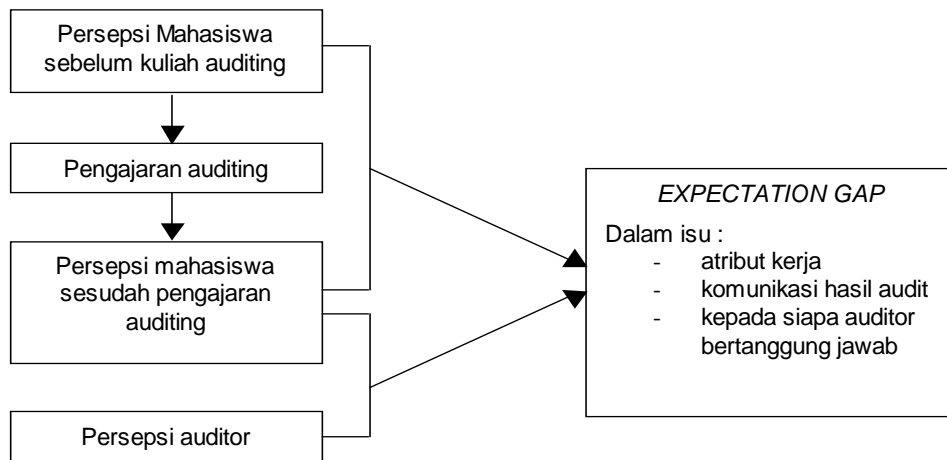 Persepsi Mahasiswa
sebelum kuliah auditing
Pengajaran auditing
Persepsi mahasiswa
sesudah pengajaran
auditing
Persepsi auditor
EXPECTATION GAP
Dalam isu :
- atribut kerja
- komunikasi hasil audit
- kepada siapa auditor
bertanggung jawab